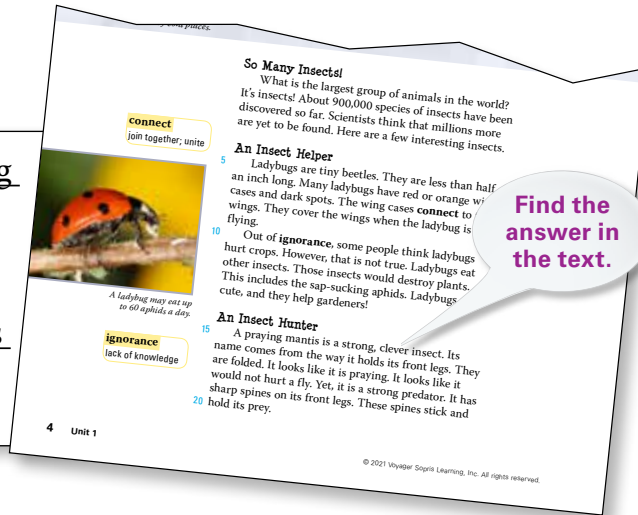 places.
So Many Insects!
What is the largest group of animals in the world?
It's insects! About 900,000 species of insects have been
discovered so far. Scientists think that millions more
are yet to be found. Here are a few interesting insects.
connect
join together; unite
5
An Insect Helper
Ladybugs are tiny beetles. They are less than half
an inch long. Many ladybugs have red or orange
cases and dark spots. The wing cases connect to
wings. They cover the wings when the ladybug is
10 flying.
Out of ignorance, some people think ladybugs
hurt crops. However, that is not true. Ladybugs eat
other insects. Those insects would destroy plants.
This includes the sap-sucking aphids. Ladybugs
cute, and they help gardeners!
A ladybug may eat up
to 60 aphids a day.
ignorance
lack of knowledge
An Insect Hunter
15 A praying mantis is a strong, clever insect. Its
name comes from the way it holds its front legs. They
are folded. It looks like it is praying. It looks like it
would not hurt a fly. Yet, it is a strong predator. It has
sharp spines on its front legs. These spines stick and
20 hold its prey.
Find the
answer in
the text.
4 Unit 1
© 2021 Voyager Sopris Learning, Inc. All rights reserved.
g